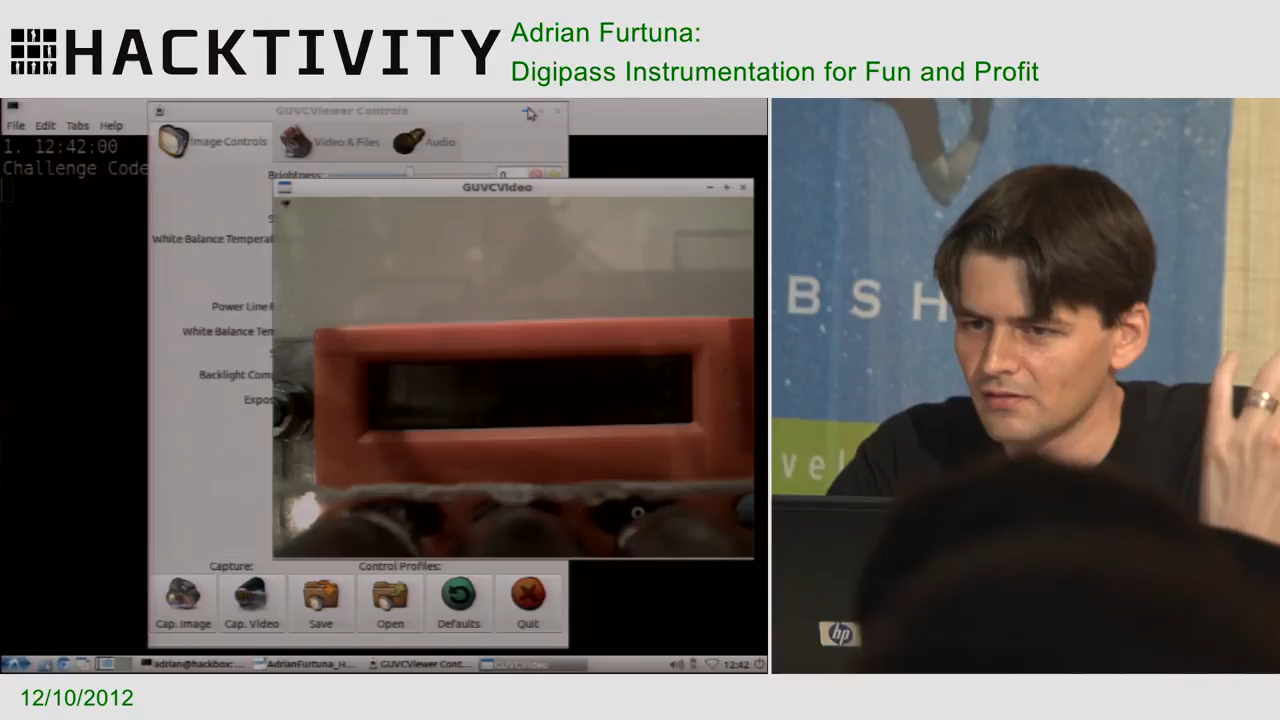 HACKTIVITY
Adrian Furtuna:
Digipass Instrumentation for Fun and Profit
GUVCViewer Controls
File Edit Tabs Help
Image Controls
Video & Files
Audio
1. 12:42:00
Challenge Code
Brightness:
0
GUVCVideo
S
White Balance Temperat
Power Line F
White Balance Tem
S
Backlight Com
Expos
BSH
vel
hp
Capture:
Control Profiles:
Cap. Image
Cap. Video
Save
Open
Defaults
Quit
adrian@hackbox: ...
AdrianFurtuna_H...
GUVCViewer Cont...
GUVCVideo
12:42
12/10/2012